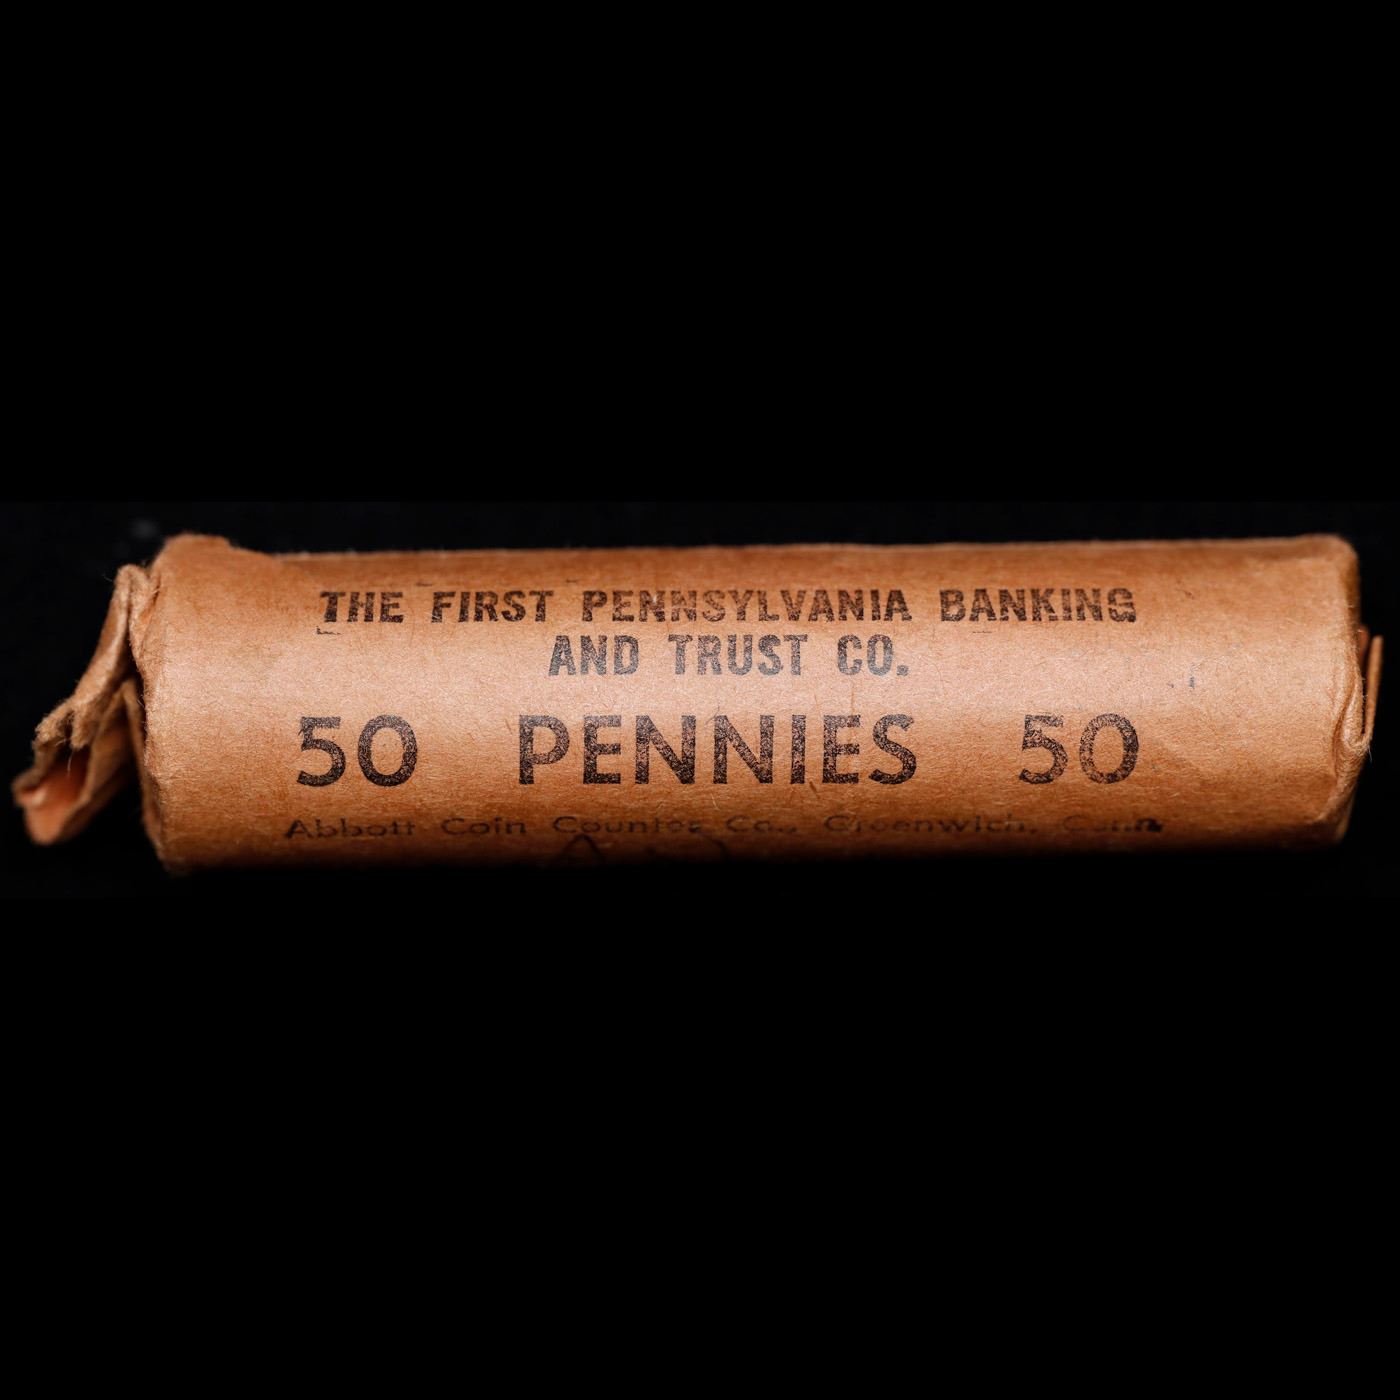 THE FIRST PENNSYLVANIA BANKING
AND TRUST CO.
50 PENNIES 50
Abbott Coin Counter Co., Greenwich, Conn.